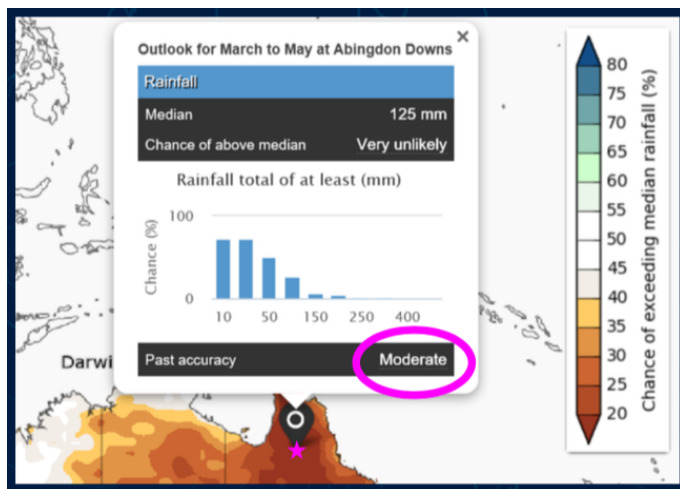 Outlook for March to May at Abingdon Downs
×
Rainfall
Median 125 mm
Chance of above median Very unlikely
Rainfall total of at least (mm)
Chance (%)
100
0
10 50 150 250 400
Past accuracy Moderate
Darwi
80
75
70
65
60
55
50
45
40
35
30
25
20
Chance of exceeding median rainfall (%)